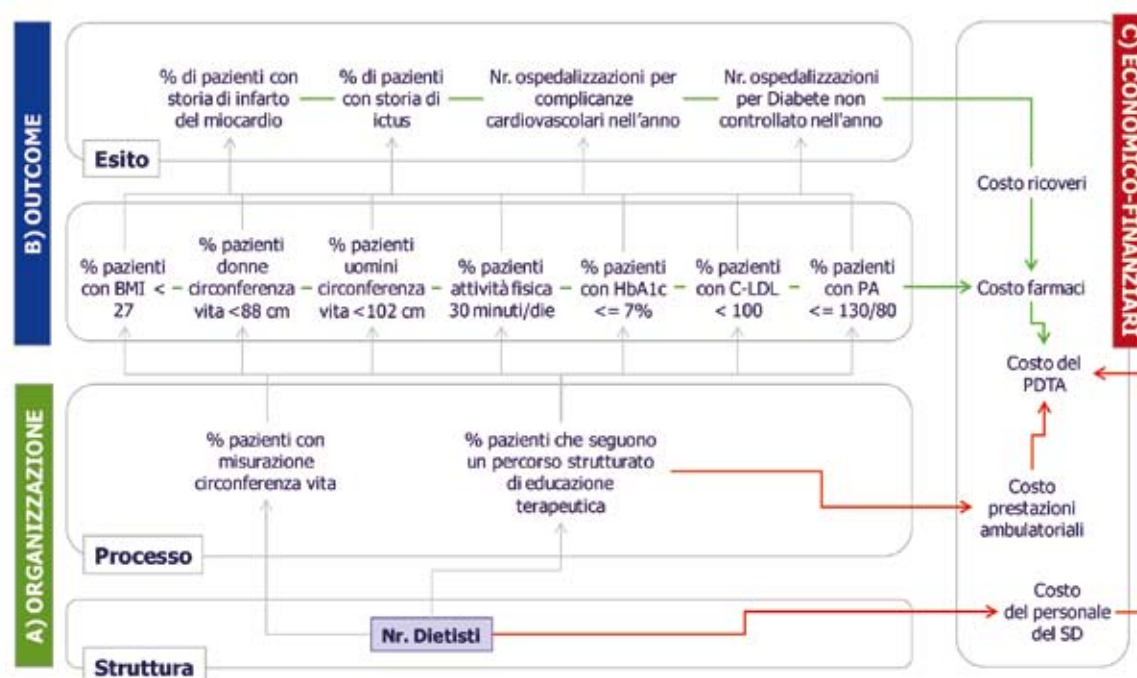 B) OUTCOME
% di pazienti con
storia di infarto
del miocardio
% di pazienti
con storia di
ictus
Nr. ospedalizzazioni per
complicanze
cardiovascolari nell'anno
Nr. ospedalizzazioni
per Diabete non
controllato nell'anno
Esito
% pazienti
con BMI <
27
% pazienti
donne
circonferenza
vita <88 cm
% pazienti
uomini
circonferenza
vita <102 cm
% pazienti
attività fisica
30 minuti/die
% pazienti
con HbA1c
<= 7%
% pazienti
con C-LDL
< 100
% pazienti
con PA
<= 130/80
A) ORGANIZZAZIONE
% pazienti con
misurazione
circonferenza vita
% pazienti che seguono
un percorso strutturato
di educazione
terapeutica
Processo
Nr. Dietisti
Struttura
C) ECONOMICO-FINANZIARI
Costo ricoveri
Costo farmaci
Costo del
PDTA
Costo
prestazioni
ambulatoriali
Costo
del personale
del SD